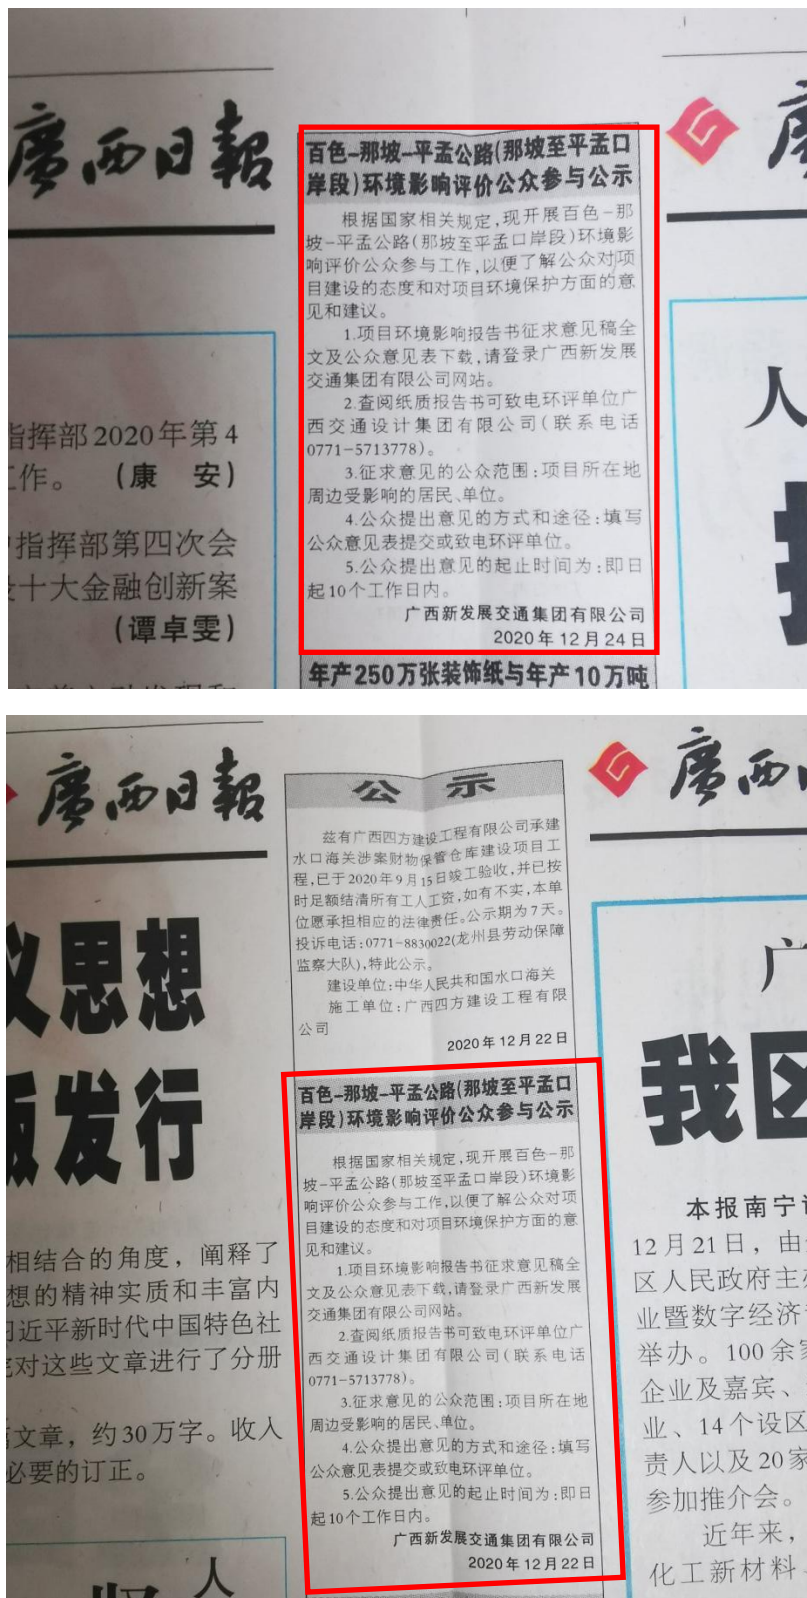 廣西日報
指挥部2020年第4
工作。 (康 安)
指挥部第四次会
十大金融创新案
(谭卓雯)
百色-那坡-平孟公路(那坡至平孟口
岸段)环境影响评价公众参与公示
根据国家相关规定,现开展百色-那
坡-平孟公路(那坡至平孟口岸段)环境影
响评价公众参与工作,以便了解公众对项
目建设的态度和对项目环境保护方面的意
见和建议。
1.项目环境影响报告书征求意见稿全
文及公众意见表下载,请登录广西新发展
交通集团有限公司网站。
2.查阅纸质报告书可致电环评单位广
西交通设计集团有限公司(联系电话
0771-5713778)。
3.征求意见的公众范围:项目所在地
周边受影响的居民、单位。
4.公众提出意见的方式和途径:填写
公众意见表提交或致电环评单位。
5.公众提出意见的起止时间为:即日
起10个工作日内。
广西新发展交通集团有限公司
2020年12月24日
年产250万张装饰纸与年产10万吨
廣
人
廣西日報
义思想
版发行
相结合的角度，阐释了
想的精神实质和丰富内
习近平新时代中国特色社
对这些文章进行了分册
文章，约30万字。收入
必要的订正。
人
公示
兹有广西四方建设工程有限公司承建
水口海关涉案财物保管仓库建设项目工
程,已于2020年9月15日竣工验收,并已按
时足额结清所有工人工资,如有不实,本单
位愿承担相应的法律责任。公示期为7天。
投诉电话:0771-8830022(龙州县劳动保障
监察大队),特此公示。
建设单位:中华人民共和国水口海关
施工单位:广西四方建设工程有限
公司
2020年12月22日
百色-那坡-平孟公路(那坡至平孟口
岸段)环境影响评价公众参与公示
根据国家相关规定,现开展百色-那
坡-平孟公路(那坡至平孟口岸段)环境影
响评价公众参与工作,以便了解公众对项
目建设的态度和对项目环境保护方面的意
见和建议。
1.项目环境影响报告书征求意见稿全
文及公众意见表下载,请登录广西新发展
交通集团有限公司网站。
2.查阅纸质报告书可致电环评单位广
西交通设计集团有限公司(联系电话
0771-5713778)。
3.征求意见的公众范围:项目所在地
周边受影响的居民、单位。
4.公众提出意见的方式和途径:填写
公众意见表提交或致电环评单位。
5.公众提出意见的起止时间为:即日
起10个工作日内。
广西新发展交通集团有限公司
2020年12月22日
廣西
广
我区
本报南宁
12月21日，由
区人民政府主
业暨数字经济
举办。100余
企业及嘉宾、
业、14个设区
责人以及20家
参加推介会。
近年来，
化工新材料